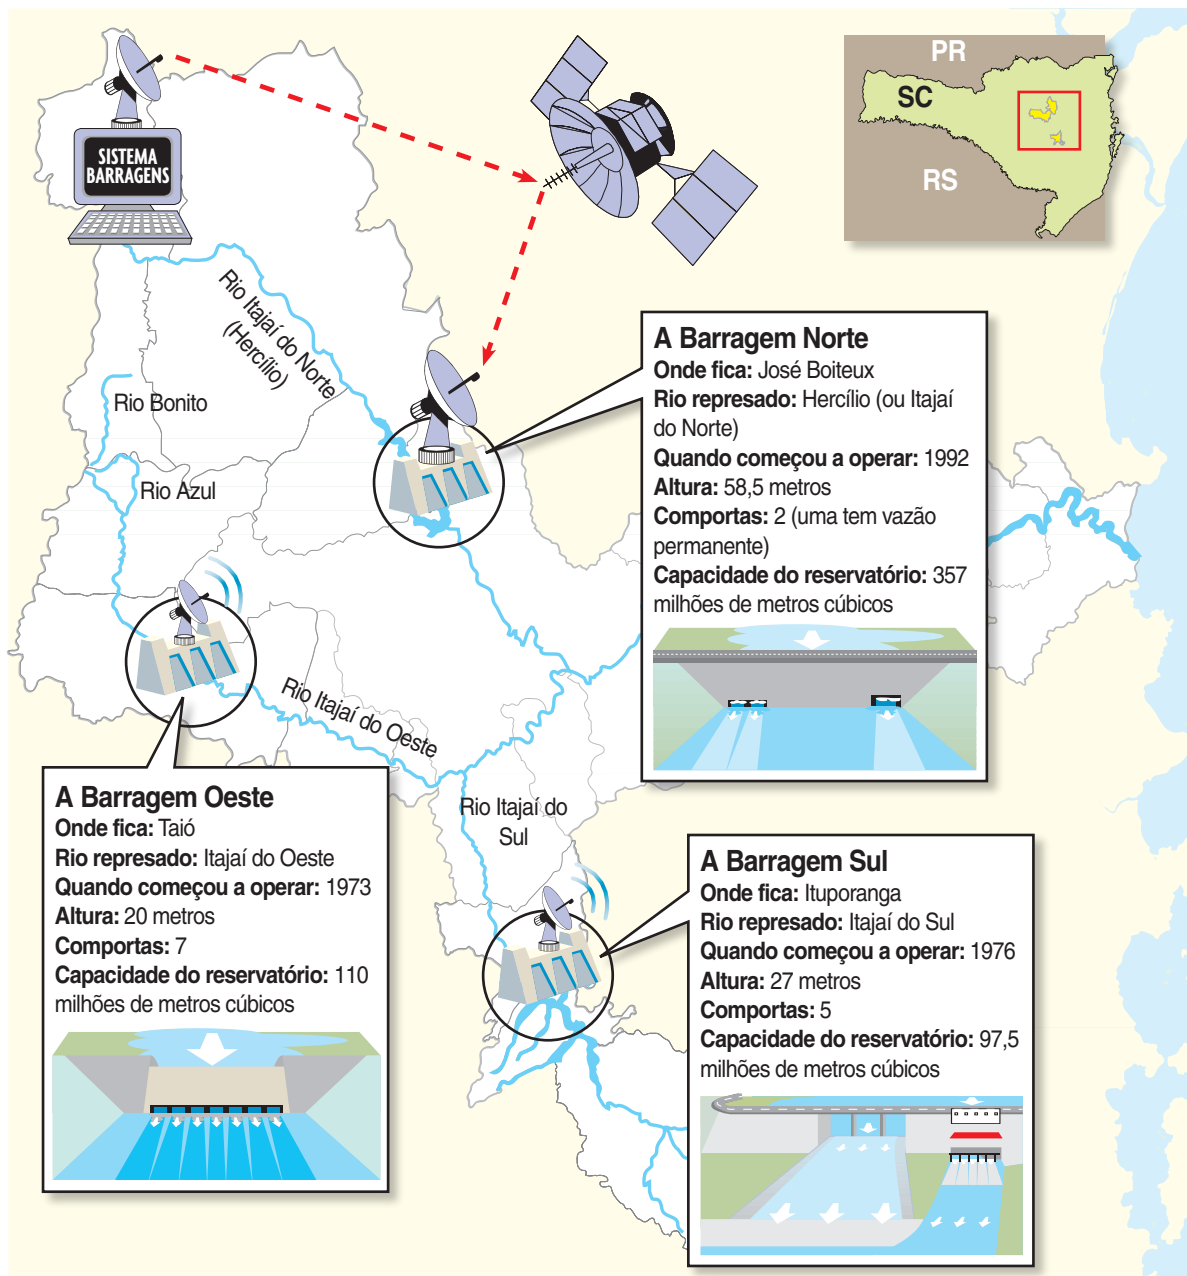 PR
SC
RS
SISTEMA
BARRAGENS
Rio Itajaí do Norte
(Hercílio)
Rio Bonito
Rio Azul
Rio Itajaí do Oeste
Rio Itajaí do
Sul
A Barragem Norte
Onde fica: José Boiteux
Rio represado: Hercílio (ou Itajaí
do Norte)
Quando começou a operar: 1992
Altura: 58,5 metros
Comportas: 2 (uma tem vazão
permanente)
Capacidade do reservatório: 357
milhões de metros cúbicos
A Barragem Oeste
Onde fica: Taió
Rio represado: Itajaí do Oeste
Quando começou a operar: 1973
Altura: 20 metros
Comportas: 7
Capacidade do reservatório: 110
milhões de metros cúbicos
A Barragem Sul
Onde fica: Ituporanga
Rio represado: Itajaí do Sul
Quando começou a operar: 1976
Altura: 27 metros
Comportas: 5
Capacidade do reservatório: 97,5
milhões de metros cúbicos